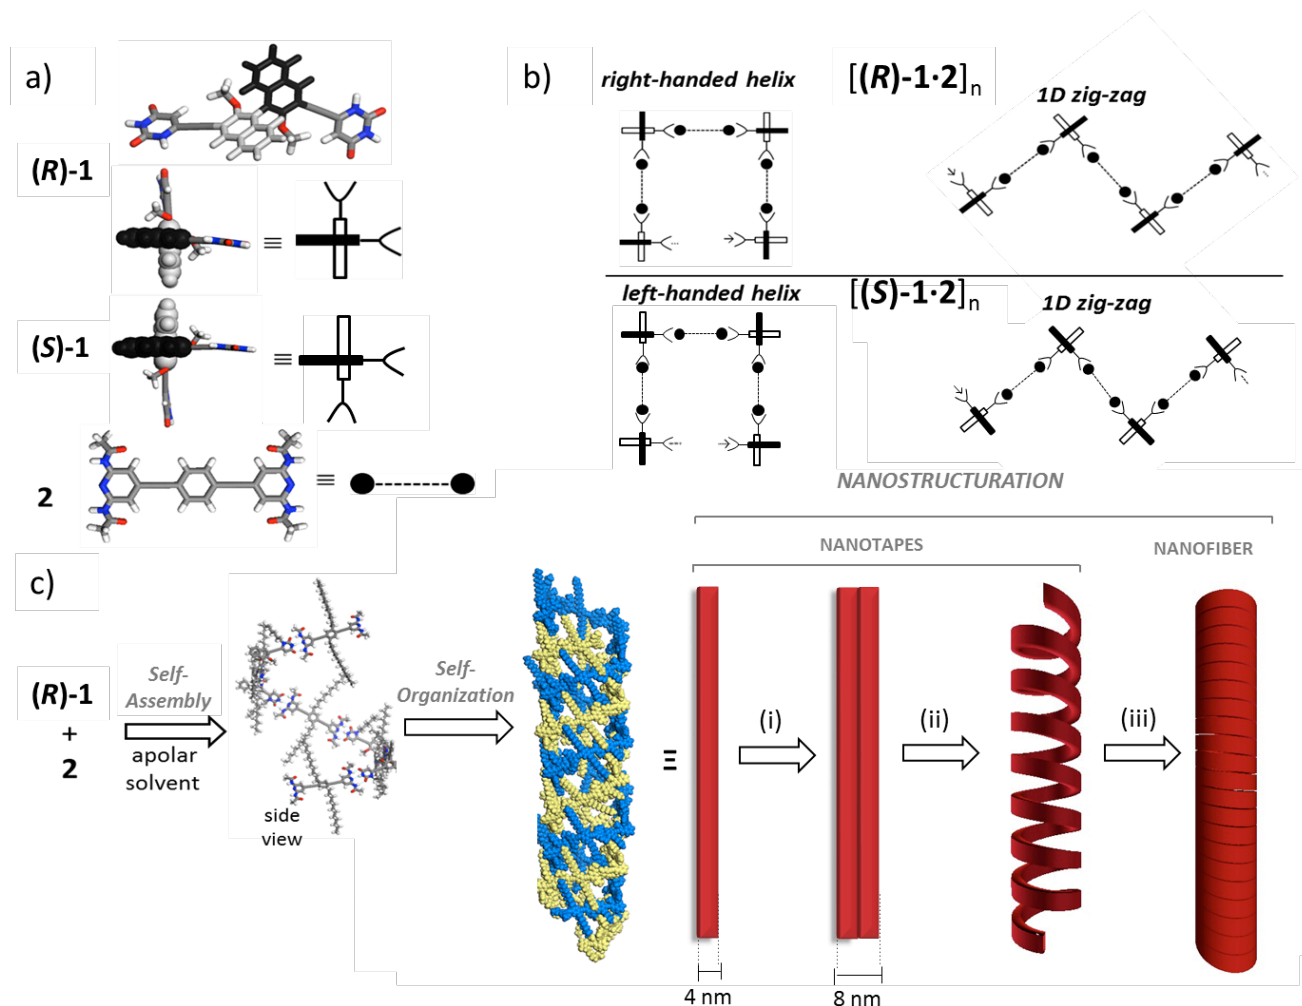 a)
(R)-1
≡
(S)-1
≡
2
≡
b)
right-handed helix
[(R)-1·2]n
1D zig-zag
left-handed helix
[(S)-1·2]n
1D zig-zag
NANOSTRUCTURATION
NANOTAPES
NANOFIBER
c)
(R)-1
+
2
Self-
Assembly
apolar
solvent
side
view
Self-
Organization
Ξ
(i)
(ii)
(iii)
4 nm
8 nm